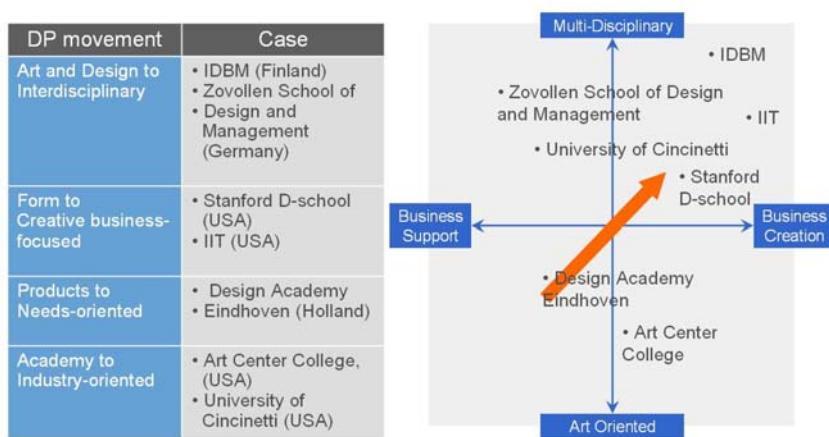 DP movement
Case
Art and Design to
Interdisciplinary
• IDBM (Finland)
• Zovollen School of
• Design and
Management
(Germany)
Form to
Creative business-
focused
• Stanford D-school
(USA)
• IIT (USA)
Products to
Needs-oriented
• Design Academy
• Eindhoven (Holland)
Academy to
Industry-oriented
• Art Center College,
(USA)
• University of
Cincinetti (USA)
Multi-Disciplinary
• IDBM
• Zovollen School of Design
and Management
• IIT
• University of Cincinetti
• Stanford
D-school
Business
Support
Business
Creation
• Design Academy
Eindhoven
• Art Center
College
Art Oriented